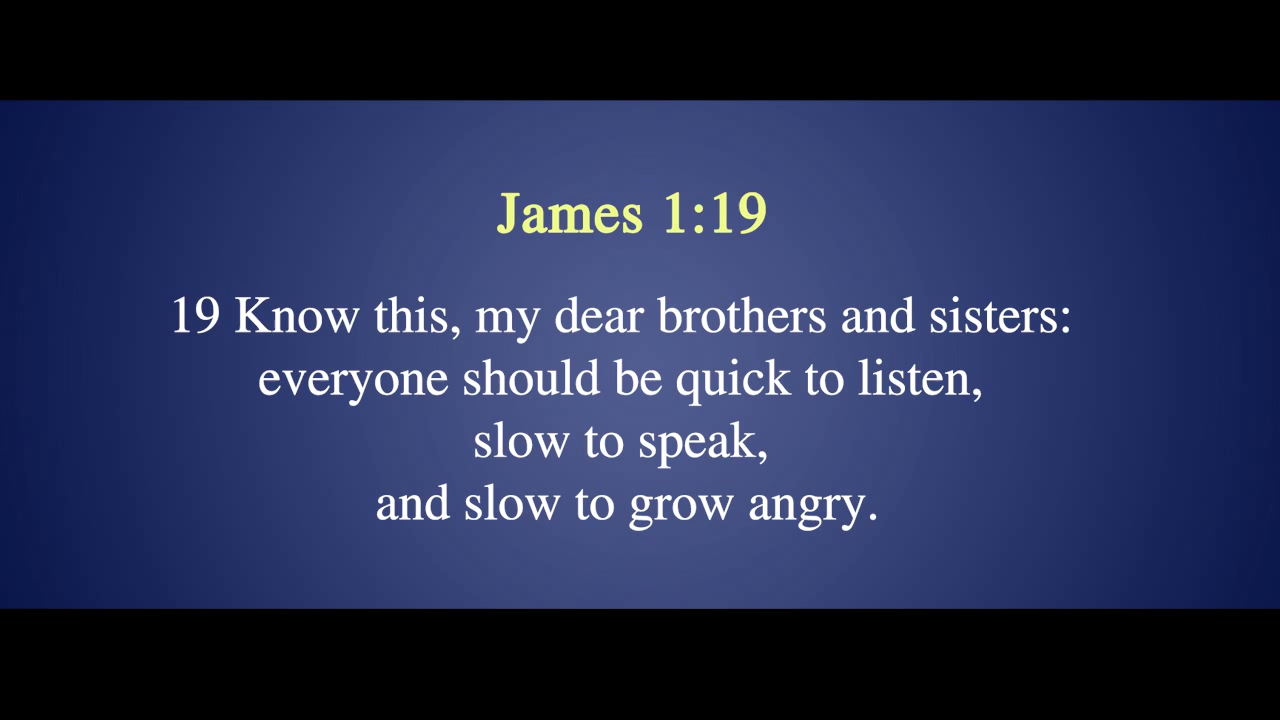 James 1:19
19 Know this, my dear brothers and sisters:
everyone should be quick to listen,
slow to speak,
and slow to grow angry.